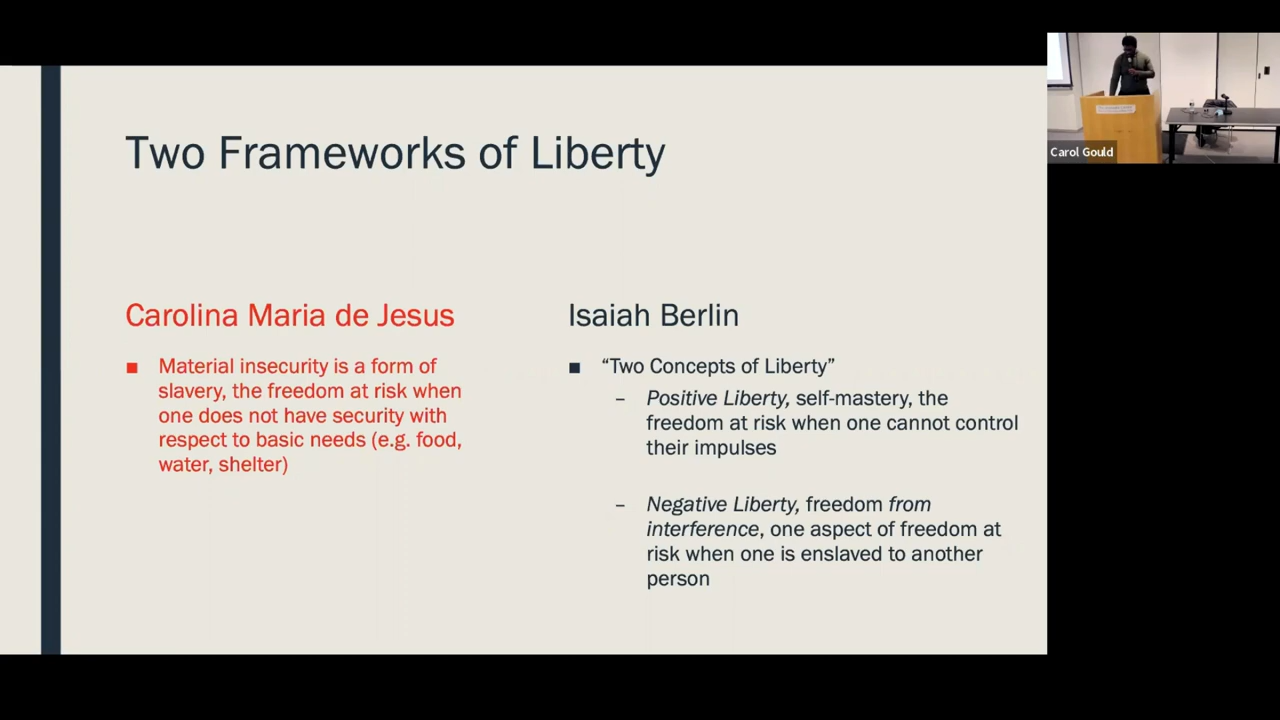 Two Frameworks of Liberty
Carolina Maria de Jesus
■ Material insecurity is a form of
slavery, the freedom at risk when
one does not have security with
respect to basic needs (e.g. food,
water, shelter)
Isaiah Berlin
■ “Two Concepts of Liberty”
– Positive Liberty, self-mastery, the
freedom at risk when one cannot control
their impulses
– Negative Liberty, freedom from
interference, one aspect of freedom at
risk when one is enslaved to another
person
Carol Gould